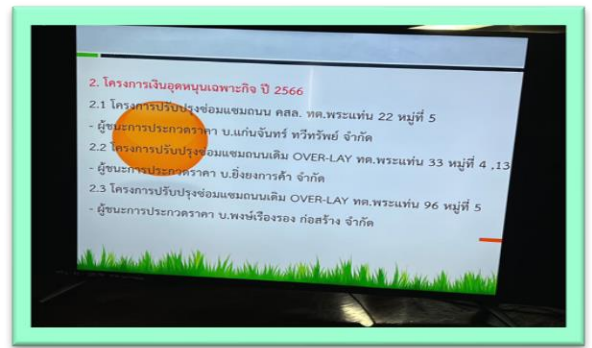 2. โครงการเงินอุดหนุนเฉพาะกิจ ปี 2566
2.1 โครงการปรับปรุงซ่อมแซมถนน คสล. ทต.พระแท่น 22 หมู่ที่ 5
- ผู้ชนะการประกวดราคา บ.แก่นจันทร์ ทวีทรัพย์ จำกัด
2.2 โครงการปรับปรุงซ่อมแซมถนนเดิม OVER-LAY ทต.พระแท่น 33 หมู่ที่ 4 ,13
- ผู้ชนะการประกวดราคา บ.ยิ่งยงการค้า จำกัด
2.3 โครงการปรับปรุงซ่อมแซมถนนเดิม OVER-LAY ทต.พระแท่น 96 หมู่ที่ 5
- ผู้ชนะการประกวดราคา บ.พงษ์เรืองรอง ก่อสร้าง จำกัด